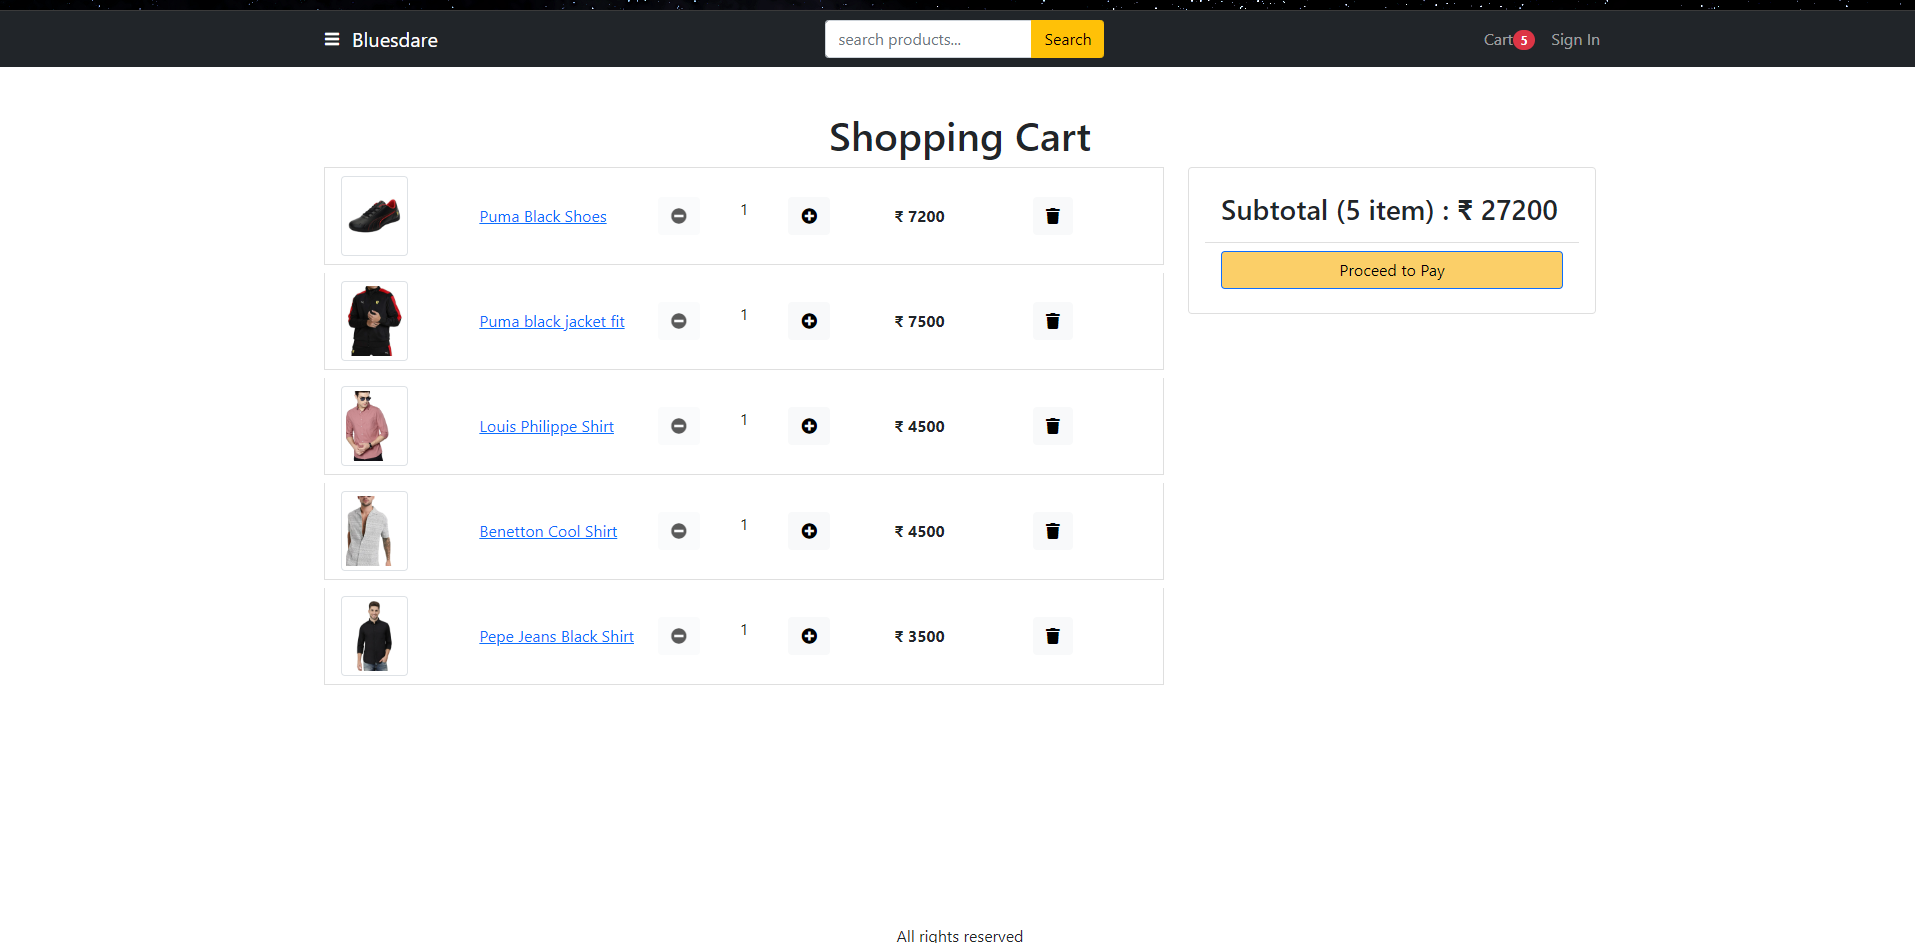 Bluesdare
search products...
Search
Cart 5
Sign In
Shopping Cart
Puma Black Shoes 1 ₹ 7200
Puma black jacket fit 1 ₹ 7500
Louis Philippe Shirt 1 ₹ 4500
Benetton Cool Shirt 1 ₹ 4500
Pepe Jeans Black Shirt 1 ₹ 3500
Subtotal (5 item) : ₹ 27200
Proceed to Pay
All rights reserved